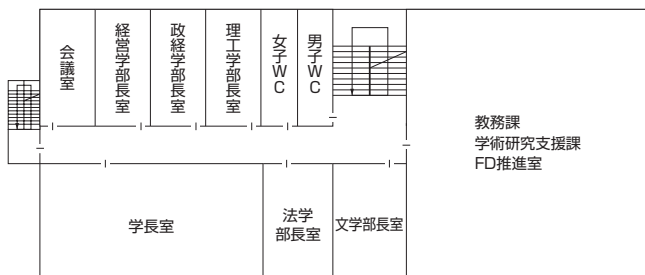 会議室
経営学部長室
政経学部長室
理工学部長室
女子WC
男子WC
教務課
学術研究支援課
FD推進室
学長室
法学
部長室
文学部長室